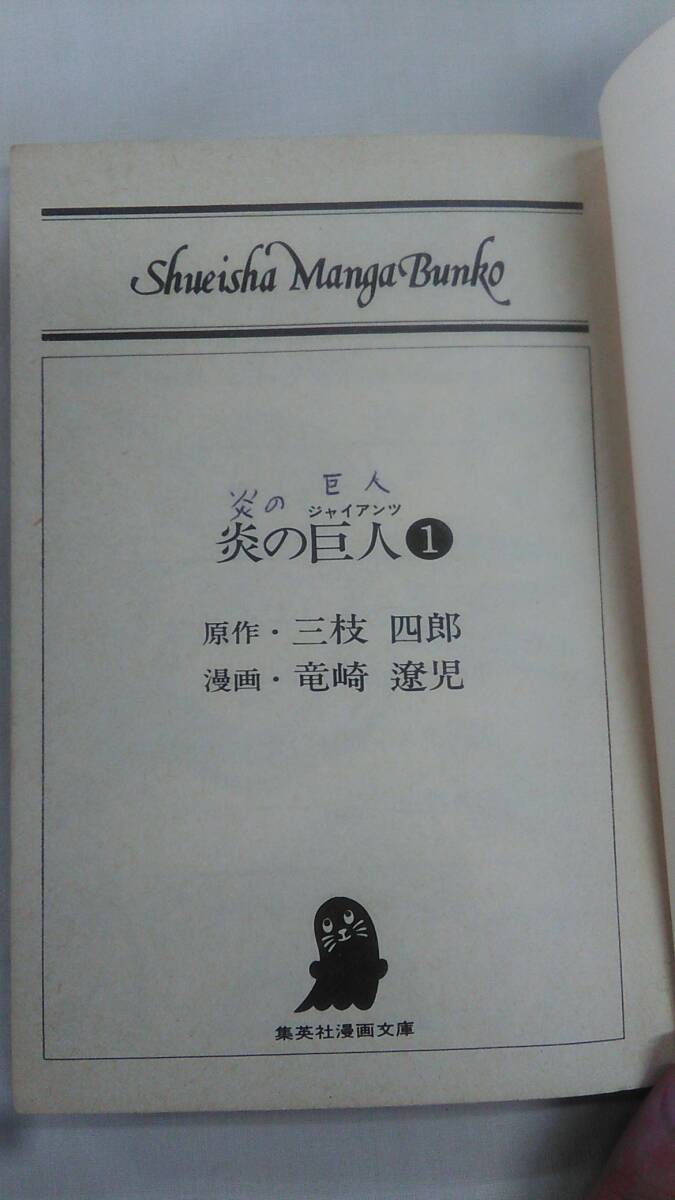 Shueisha Manga Bunko
炎の 巨人
ジャイアンツ
炎の巨人❶
原作・三枝 四郎
漫画・竜崎 遼児
集英社漫画文庫